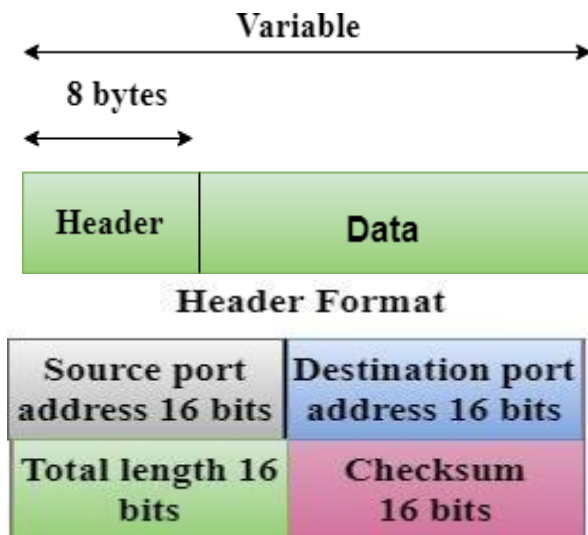 Variable
8 bytes
Header
Data
Header Format
Source port
address 16 bits
Destination port
address 16 bits
Total length 16
bits
Checksum
16 bits